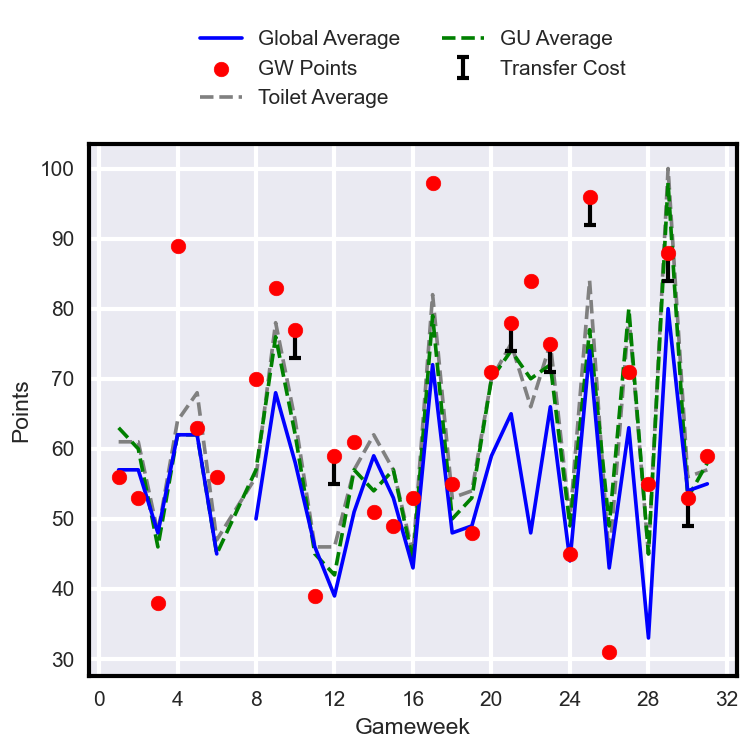 Global Average
GW Points
Toilet Average
GU Average
Transfer Cost
100
90
80
70
60
50
40
30
Points
0 4 8 12 16 20 24 28 32
Gameweek